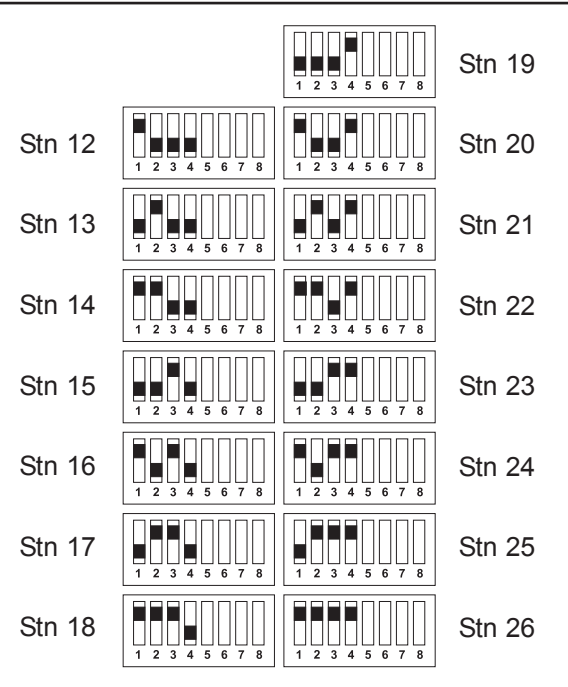 Stn 19
1 2 3 4 5 6 7 8
Stn 12
1 2 3 4 5 6 7 8
1 2 3 4 5 6 7 8
Stn 20
Stn 13
1 2 3 4 5 6 7 8
1 2 3 4 5 6 7 8
Stn 21
Stn 14
1 2 3 4 5 6 7 8
1 2 3 4 5 6 7 8
Stn 22
Stn 15
1 2 3 4 5 6 7 8
1 2 3 4 5 6 7 8
Stn 23
Stn 16
1 2 3 4 5 6 7 8
1 2 3 4 5 6 7 8
Stn 24
Stn 17
1 2 3 4 5 6 7 8
1 2 3 4 5 6 7 8
Stn 25
Stn 18
1 2 3 4 5 6 7 8
1 2 3 4 5 6 7 8
Stn 26